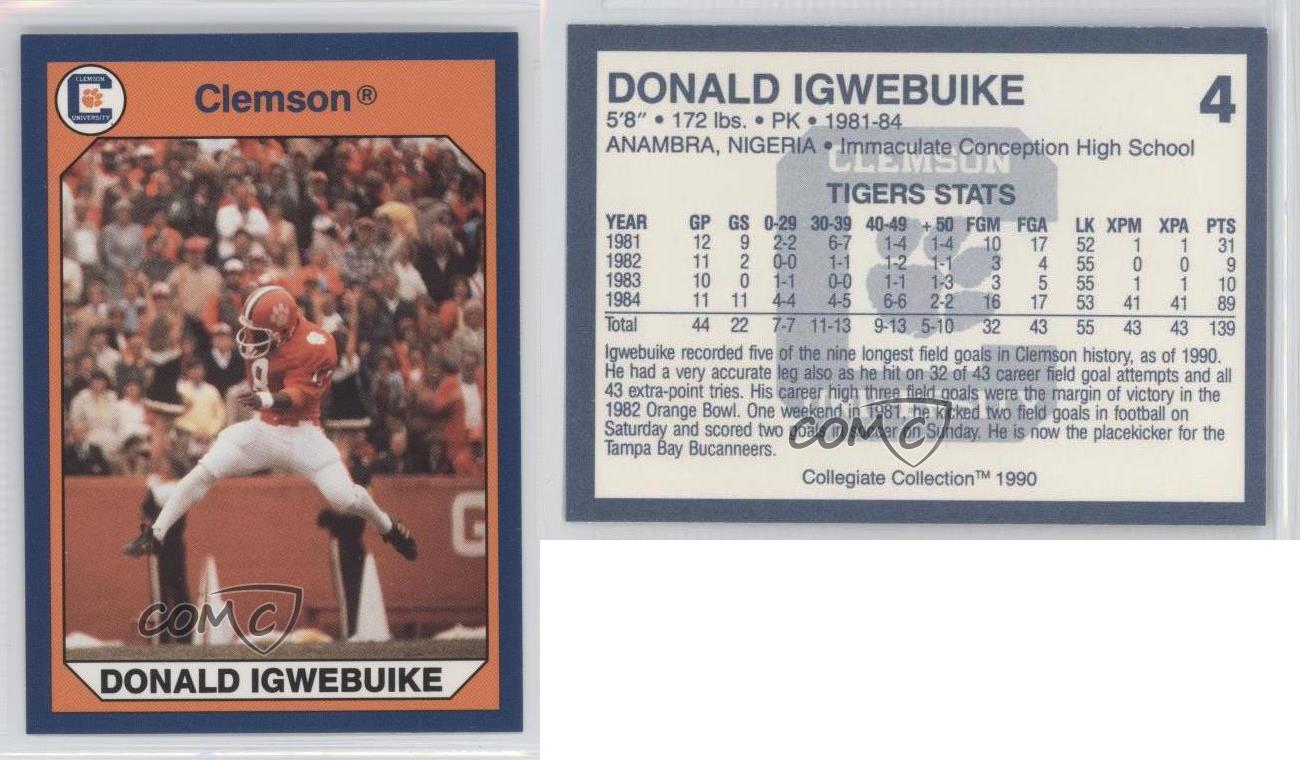 CLEMSON
UNIVERSITY
Clemson®
G
COMC
DONALD IGWEBUIKE
DONALD IGWEBUIKE 4
5'8" • 172 lbs. • PK • 1981-84
ANAMBRA, NIGERIA • Immaculate Conception High School
CLEMSON
TIGERS STATS
YEAR GP GS 0-29 30-39 40-49 + 50 FGM FGA LK XPM XPA PTS
1981 12 9 2-2 6-7 1-4 1-4 10 17 52 1 1 31
1982 11 2 0-0 1-1 1-2 1-1 3 4 55 0 0 9
1983 10 0 1-1 0-0 1-1 1-3 3 5 55 1 1 10
1984 11 11 4-4 4-5 6-6 2-2 16 17 53 41 41 89
Total 44 22 7-7 11-13 9-13 5-10 32 43 55 43 43 139
Igwebuike recorded five of the nine longest field goals in Clemson history, as of 1990.
He had a very accurate leg also as he hit on 32 of 43 career field goal attempts and all
43 extra-point tries. His career high three field goals were the margin of victory in the
1982 Orange Bowl. One weekend in 1981, he kicked two field goals in football on
Saturday and scored two goals in soccer on Sunday. He is now the placekicker for the
Tampa Bay Bucanneers.
COMC
Collegiate Collection™ 1990